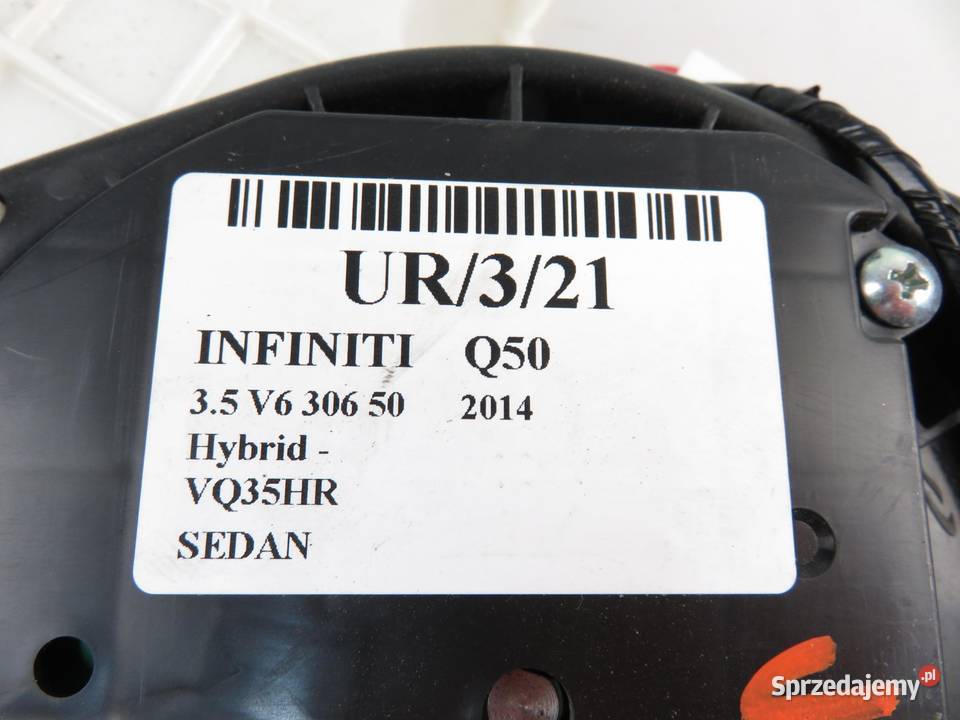 UR/3/21
INFINITI Q50
3.5 V6 306 50 2014
Hybrid -
VQ35HR
SEDAN
Sprzedajemy.pl